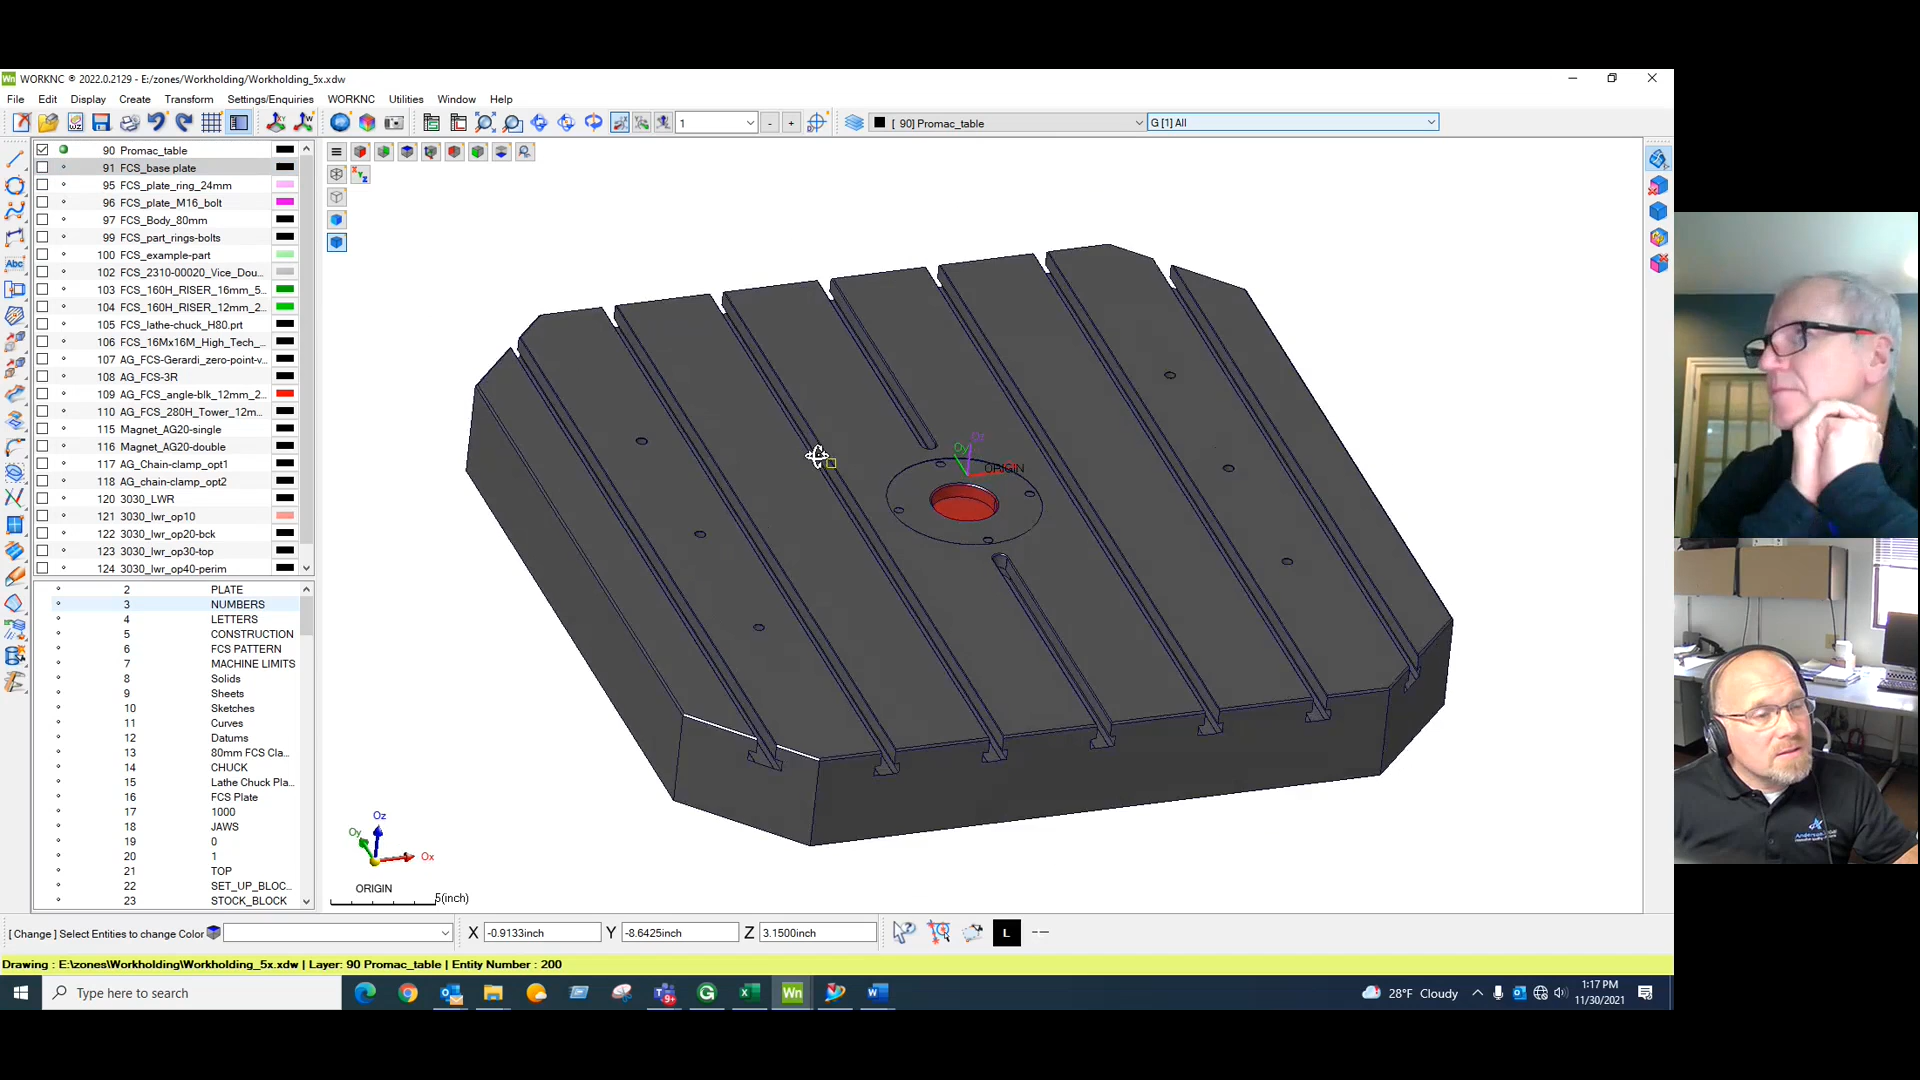 WORKNC ® 2022.0.2129 - E:/zones/Workholding/Workholding_5x.xdw
File Edit Display Create Transform Settings/Enquiries WORKNC Utilities Window Help
1 - + [ 90] Promac_table G [1] All
90 Promac_table
91 FCS_base plate
95 FCS_plate_ring_24mm
96 FCS_plate_M16_bolt
97 FCS_Body_80mm
99 FCS_part_rings-bolts
100 FCS_example-part
102 FCS_2310-00020_Vice_Dou...
103 FCS_160H_RISER_16mm_5...
104 FCS_160H_RISER_12mm_2...
105 FCS_lathe-chuck_H80.prt
106 FCS_16Mx16M_High_Tech_...
107 AG_FCS-Gerardi_zero-point-v...
108 AG_FCS-3R
109 AG_FCS_angle-blk_12mm_2...
110 AG_FCS_280H_Tower_12m...
115 Magnet_AG20-single
116 Magnet_AG20-double
117 AG_Chain-clamp_opt1
118 AG_chain-clamp_opt2
120 3030_LWR
121 3030_lwr_op10
122 3030_lwr_op20-bck
123 3030_lwr_op30-top
124 3030_lwr_op40-perim
2 PLATE
3 NUMBERS
4 LETTERS
5 CONSTRUCTION
6 FCS PATTERN
7 MACHINE LIMITS
8 Solids
9 Sheets
10 Sketches
11 Curves
12 Datums
13 80mm FCS Cla...
14 CHUCK
15 Lathe Chuck Pla...
16 FCS Plate
17 1000
18 JAWS
19 0
20 1
21 TOP
22 SET_UP_BLOC...
23 STOCK_BLOCK
Abc
Oy
ORIGIN
Oz
Oy
Ox
ORIGIN
5(inch)
[ Change ] Select Entities to change Color X -0.9133inch Y -8.6425inch Z 3.1500inch L
Drawing : E:\zones\Workholding\Workholding_5x.xdw | Layer: 90 Promac_table | Entity Number : 200
Type here to search
9+
Wn
28°F Cloudy
1:17 PM
11/30/2021